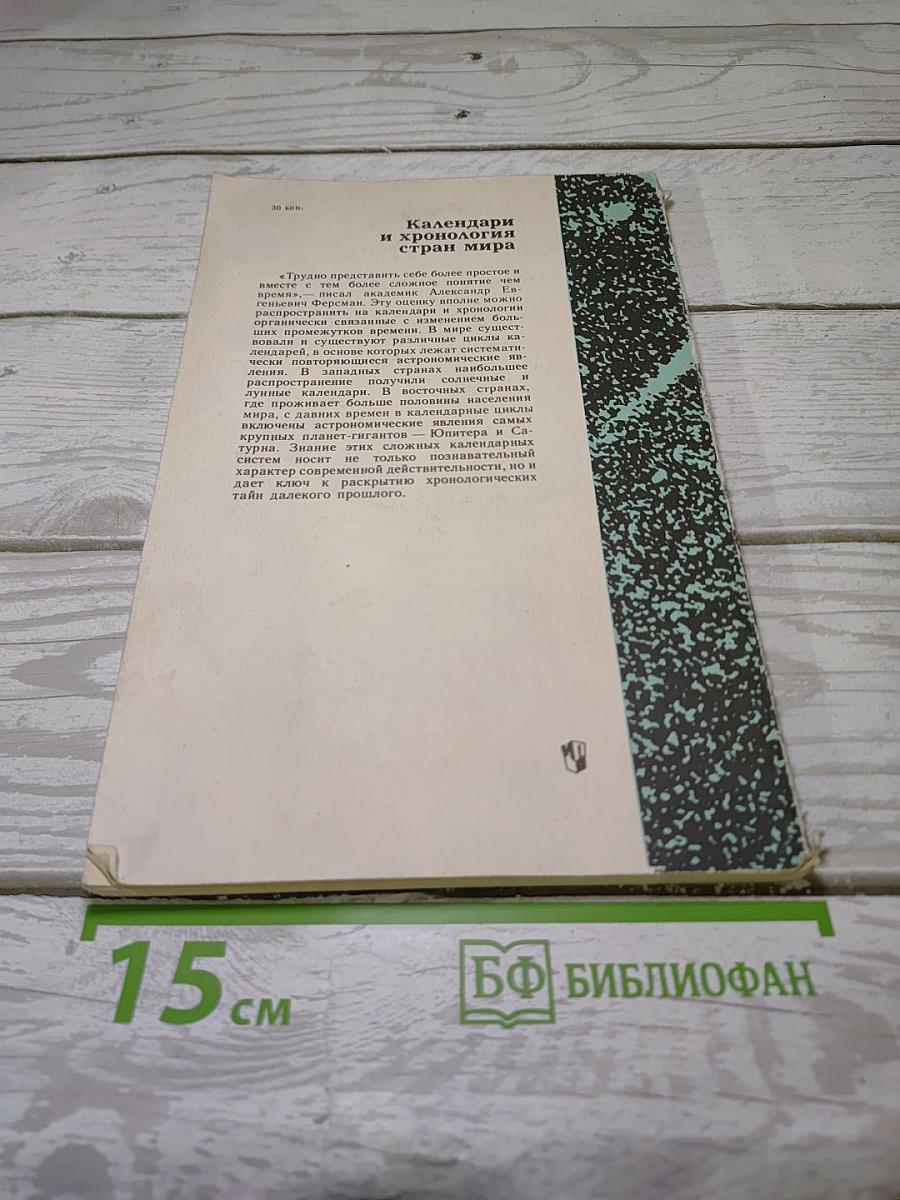 30 коп.
Календари
и хронология
стран мира
«Трудно представить себе более простое и
вместе с тем более сложное понятие чем
время»,— писал академик Александр Ев-
геньевич Ферсман. Эту оценку вполне можно
распространить на календари и хронологии
органически связанные с изменением боль-
ших промежутков времени. В мире сущест-
вовали и существуют различные циклы ка-
лендарей, в основе которых лежат системати-
чески повторяющиеся астрономические яв-
ления. В западных странах наибольшее
распространение получили солнечные и
лунные календари. В восточных странах,
где проживает больше половины населения
мира, с давних времен в календарные циклы
включены астрономические явления самых
крупных планет-гигантов — Юпитера и Са-
турна. Знание этих сложных календарных
систем носит не только познавательный
характер современной действительности, но и
дает ключ к раскрытию хронологических
тайн далекого прошлого.
15 см
БФ БИБЛИОФАН